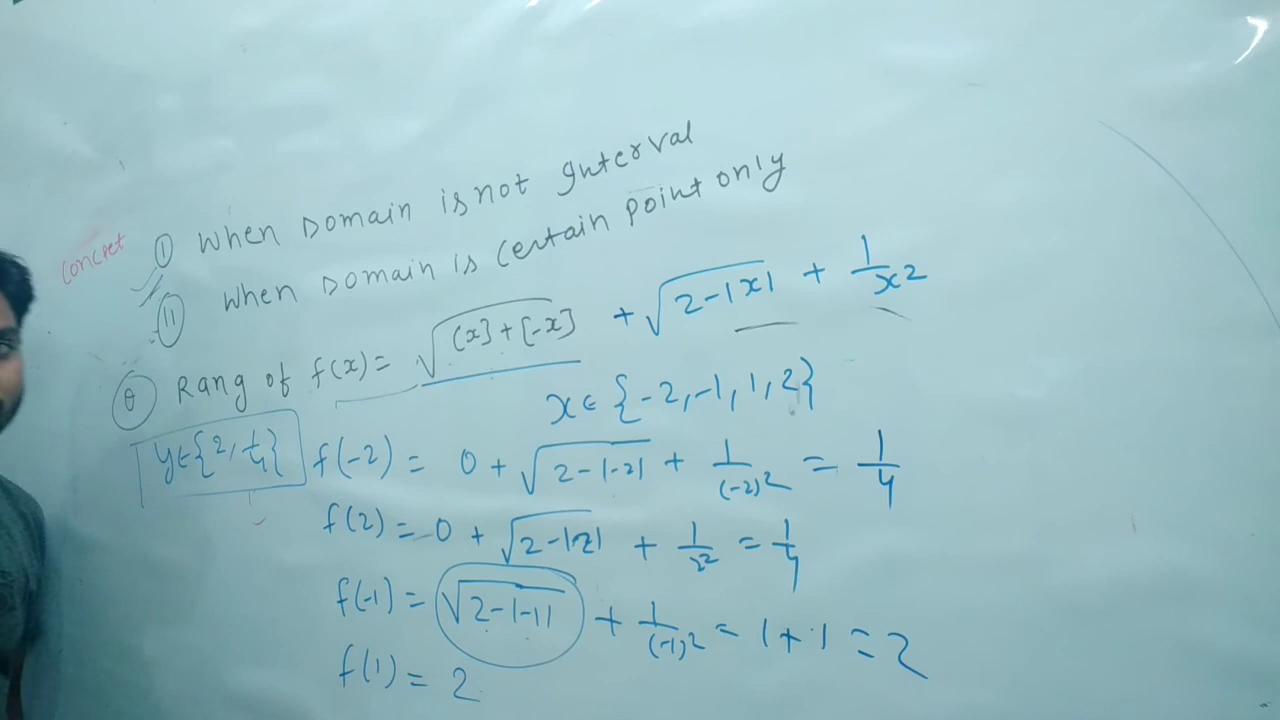 concpet
① When Domain is not Interval
② When Domain is certain point only
Q Rang of f(x) = √[x]+[-x] + √2-|x| + 1/x2
x ∈ {-2,-1,1,2}
y ∈ {2, 1/4}
f(-2) = 0 + √2-|-2| + 1/(-2)2 = 1/4
f(2) = 0 + √2-|2| + 1/2² = 1/4
f(-1) = √2-|-1| + 1/(-1)2 = 1+1 = 2
f(1) = 2